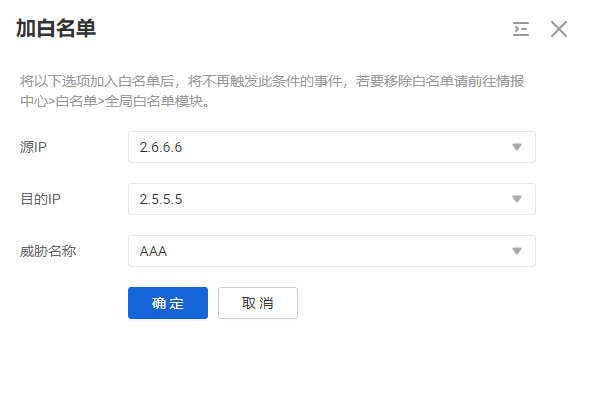 加白名单
将以下选项加入白名单后，将不再触发此条件的事件，若要移除白名单请前往情报
中心>白名单>全局白名单模块。
源IP 2.6.6.6
目的IP 2.5.5.5
威胁名称 AAA
确定 取消